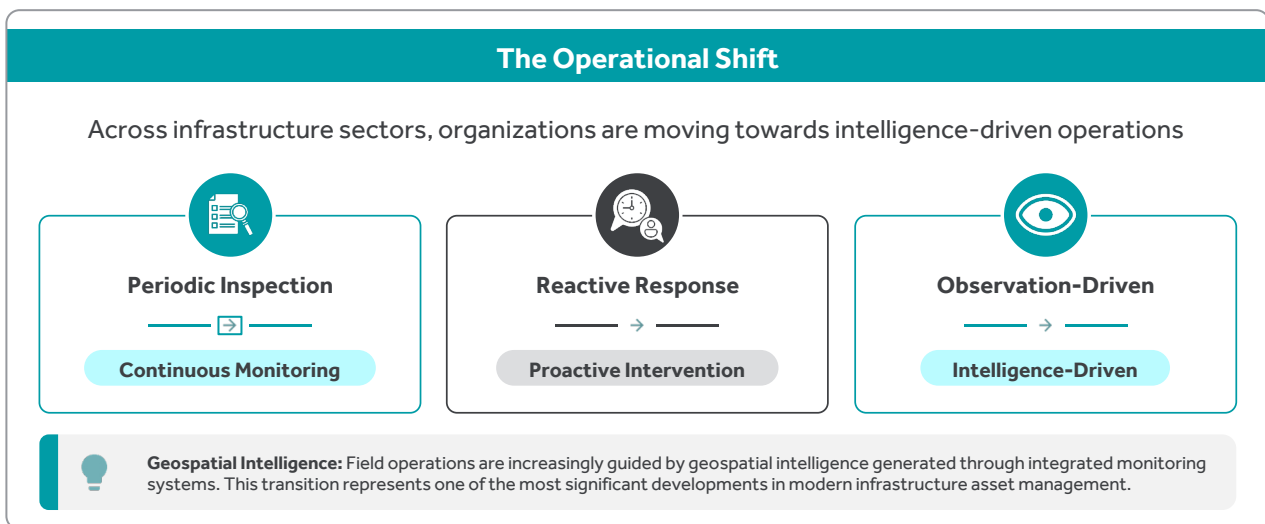 The Operational Shift
Across infrastructure sectors, organizations are moving towards intelligence-driven operations
Periodic Inspection
→
Continuous Monitoring
Reactive Response
→
Proactive Intervention
Observation-Driven
→
Intelligence-Driven
Geospatial Intelligence: Field operations are increasingly guided by geospatial intelligence generated through integrated monitoring
systems. This transition represents one of the most significant developments in modern infrastructure asset management.